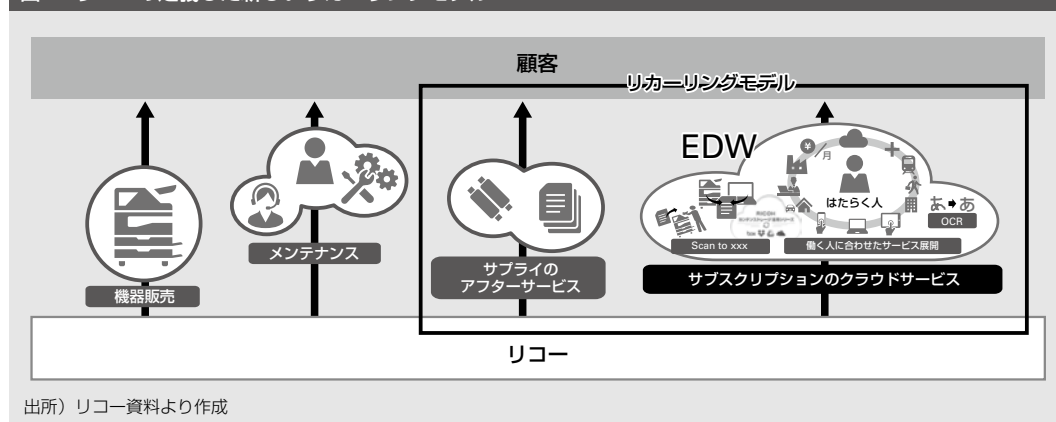 顧客
リカーリングモデル
EDW
¥/月
はたらく人
あ、➡あ
OCR
RICOH
Scan to xxx
働く人に合わせたサービス展開
メンテナンス
サプライの
アフターサービス
サブスクリプションのクラウドサービス
機器販売
リコー
出所）リコー資料より作成